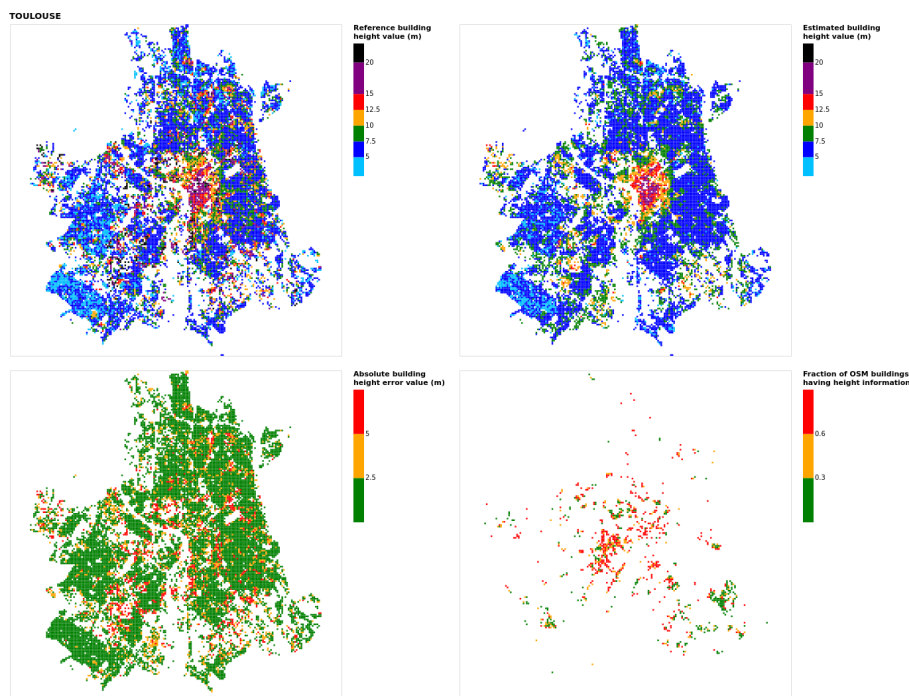 TOULOUSE
Reference building
height value (m)
20
15
12.5
10
7.5
5
Estimated building
height value (m)
20
15
12.5
10
7.5
5
Absolute building
height error value (m)
5
2.5
Fraction of OSM buildings
having height information
0.6
0.3